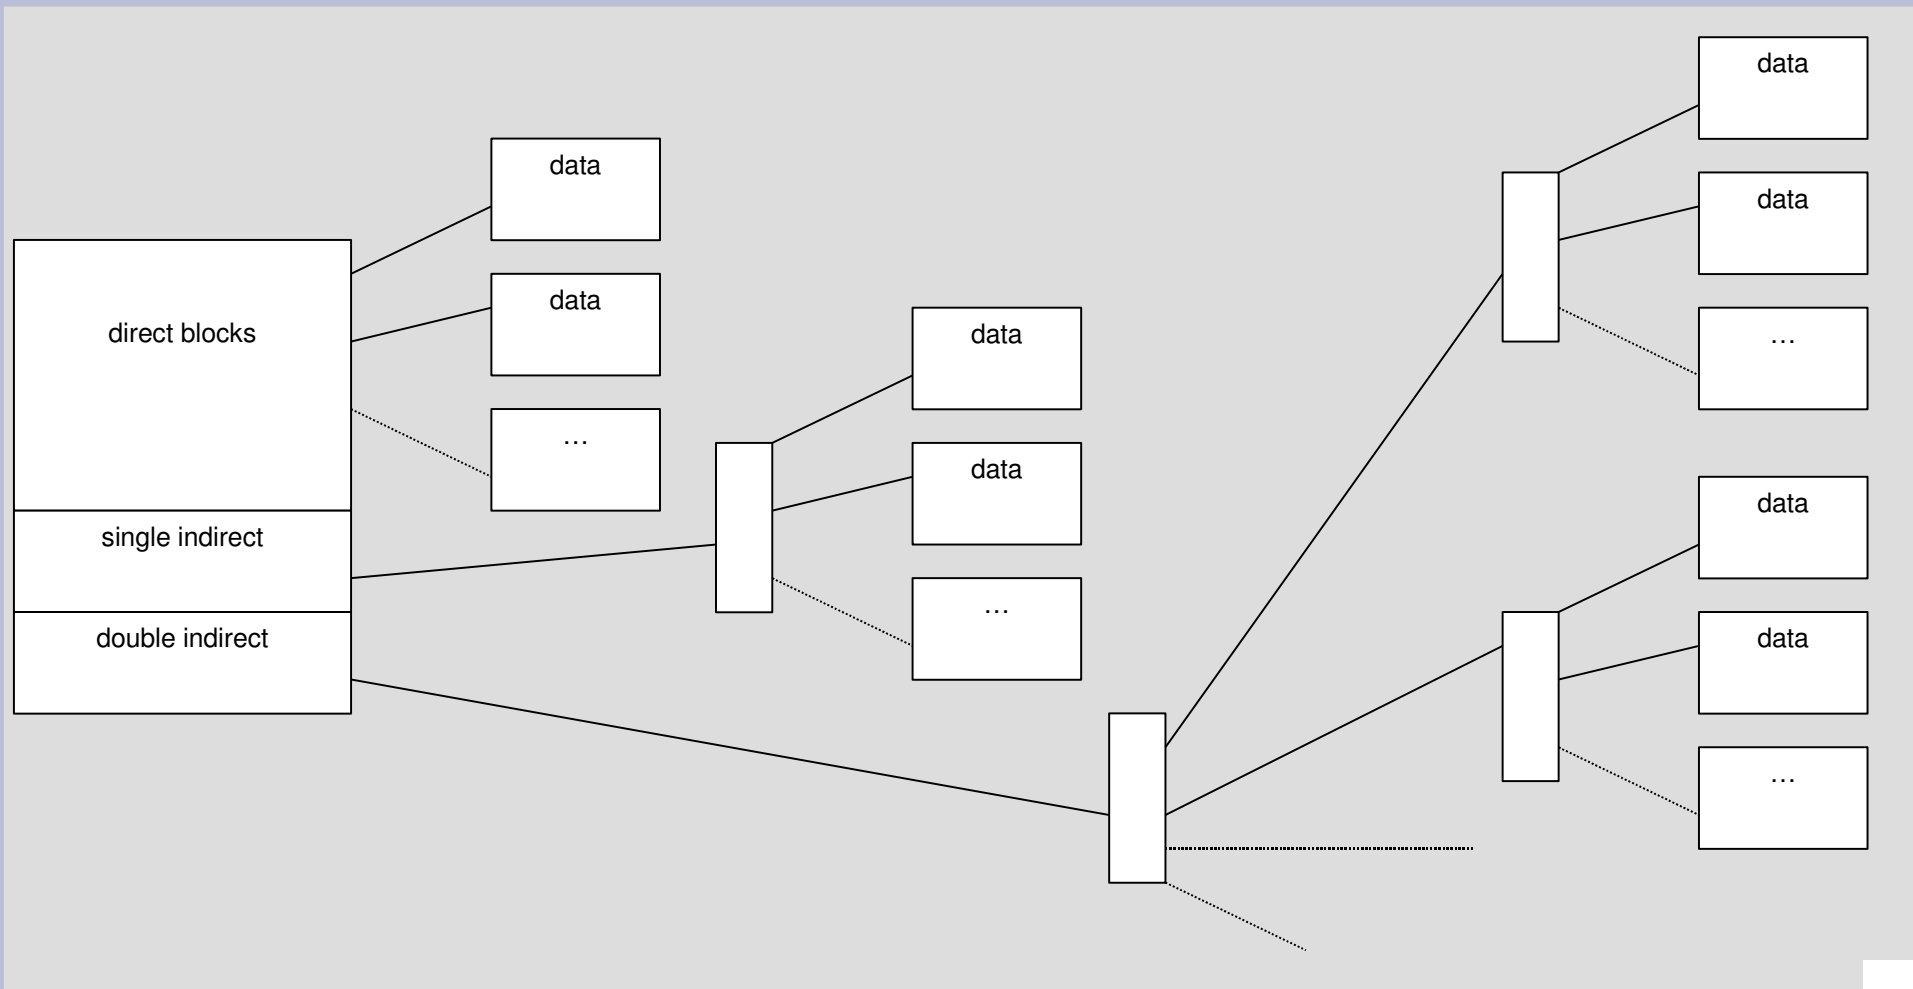 direct blocks
single indirect
double indirect
data
data
...
data
data
...
data
data
...
data
data
...